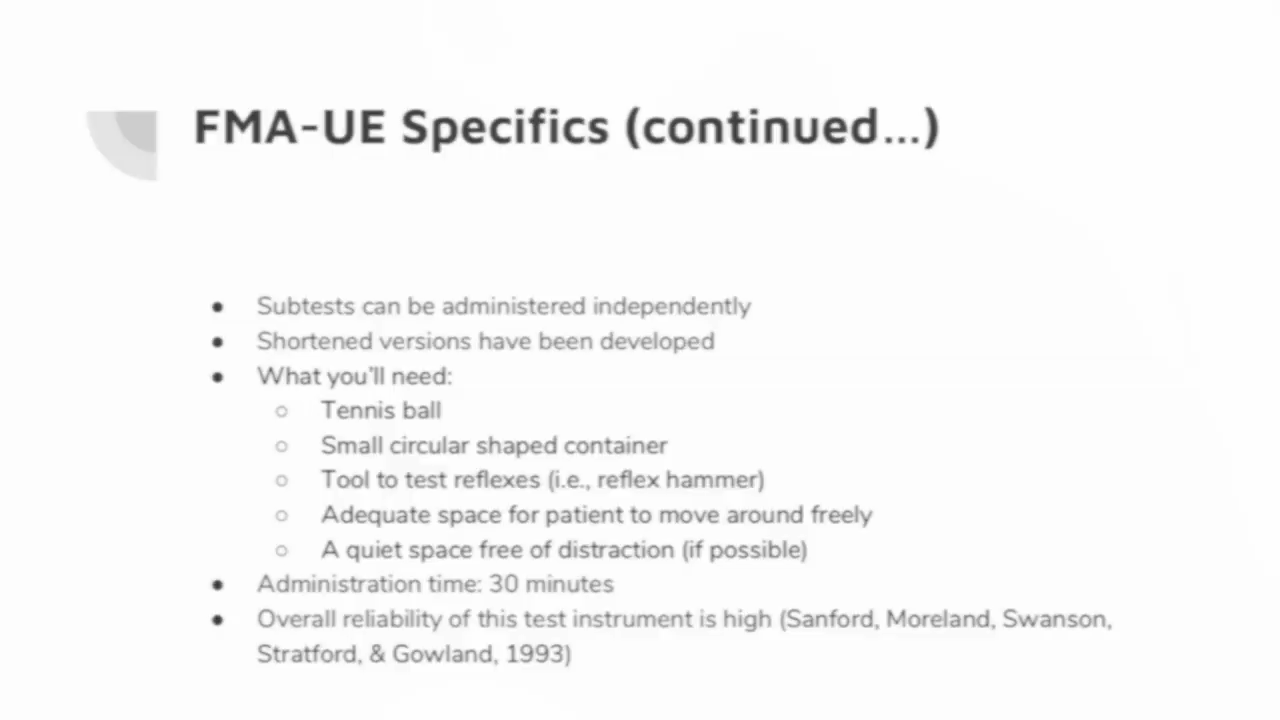 FMA-UE Specifics (continued...)
● Subtests can be administered independently
● Shortened versions have been developed
● What you'll need:
○ Tennis ball
○ Small circular shaped container
○ Tool to test reflexes (i.e., reflex hammer)
○ Adequate space for patient to move around freely
○ A quiet space free of distraction (if possible)
● Administration time: 30 minutes
● Overall reliability of this test instrument is high (Sanford, Moreland, Swanson,
Stratford, & Gowland, 1993)